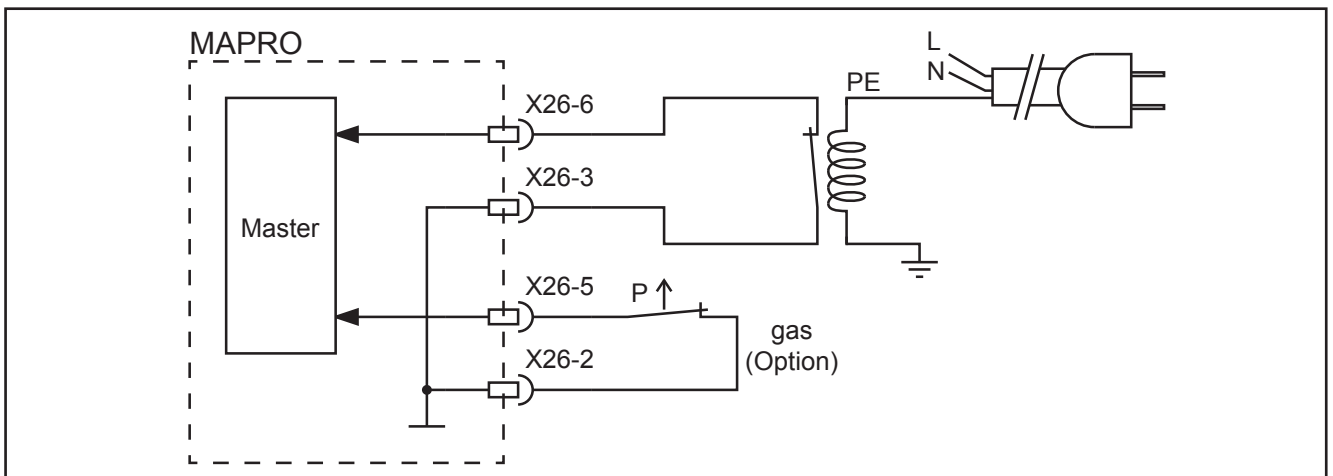 MAPRO
L
N
PE
X26-6
X26-3
Master
X26-5
P
gas
(Option)
X26-2